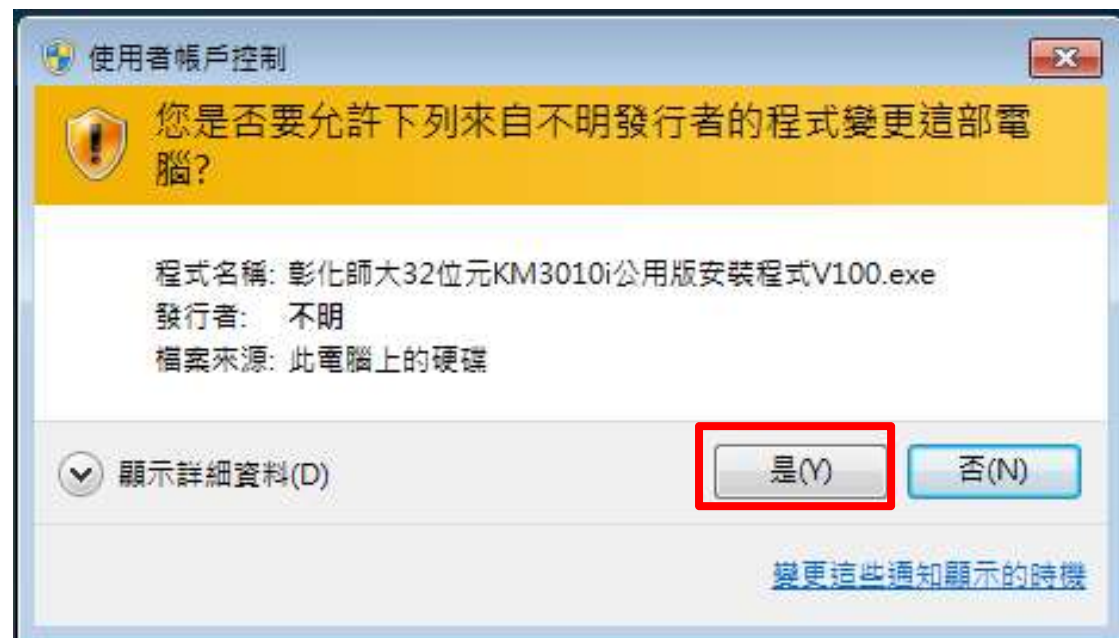 使用者帳戶控制
您是否要允許下列來自不明發行者的程式變更這部電
腦?
程式名稱: 彰化師大32位元KM3010i公用版安裝程式V100.exe
發行者: 不明
檔案來源: 此電腦上的硬碟
顯示詳細資料(D)
是(Y)
否(N)
變更這些通知顯示的時機